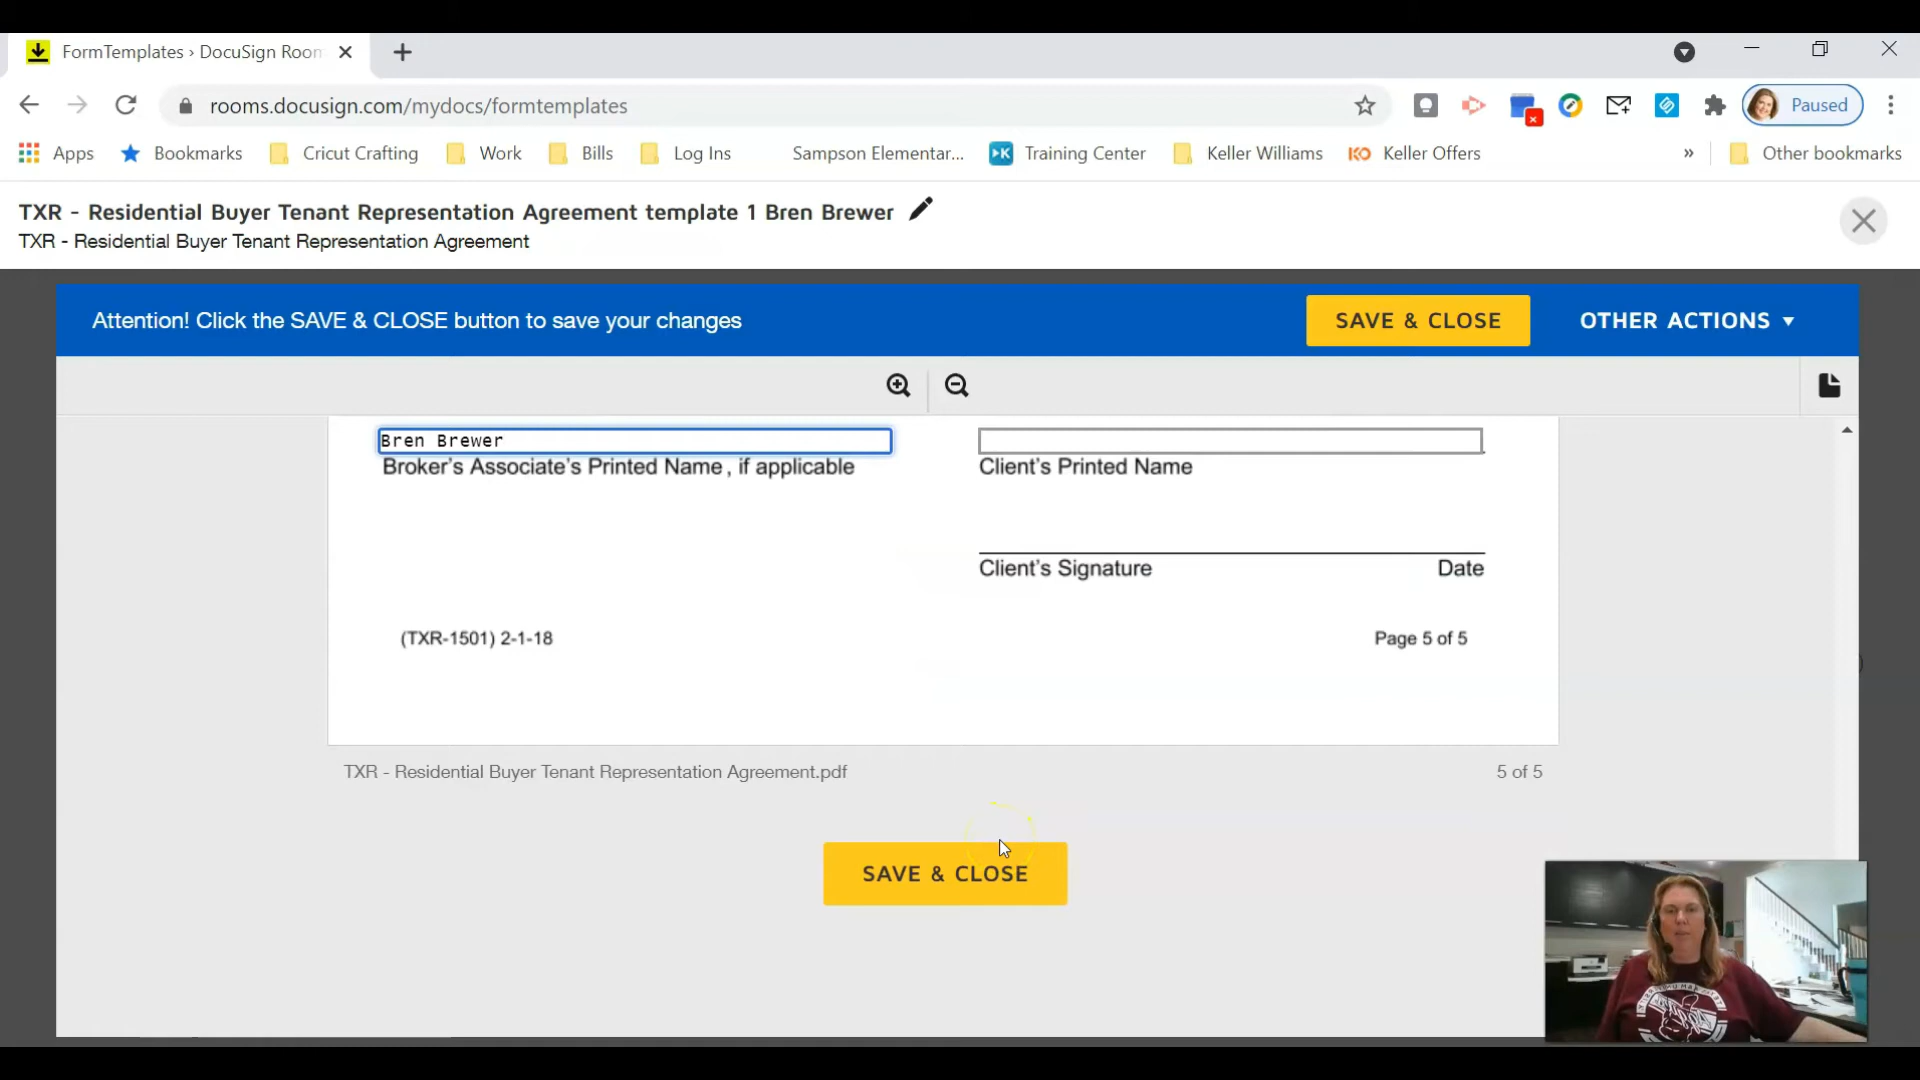 FormTemplates › DocuSign Room
rooms.docusign.com/mydocs/formtemplates
Paused
Apps
Bookmarks
Cricut Crafting
Work
Bills
Log Ins
Sampson Elementar...
Training Center
Keller Williams
KO Keller Offers
»
Other bookmarks
TXR - Residential Buyer Tenant Representation Agreement template 1 Bren Brewer
TXR - Residential Buyer Tenant Representation Agreement
Attention! Click the SAVE & CLOSE button to save your changes
SAVE & CLOSE
OTHER ACTIONS
Bren Brewer
Broker's Associate's Printed Name, if applicable
Client's Printed Name
Client's Signature Date
(TXR-1501) 2-1-18
Page 5 of 5
TXR - Residential Buyer Tenant Representation Agreement.pdf
5 of 5
SAVE & CLOSE